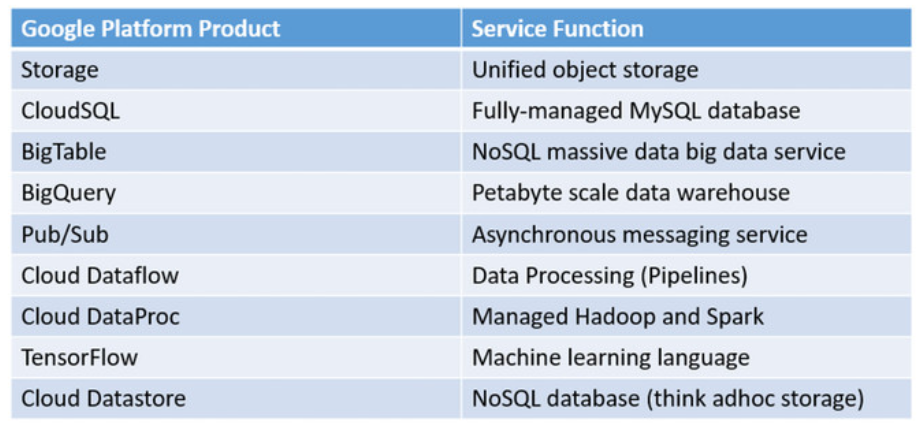 Google Platform Product Service Function
Storage Unified object storage
CloudSQL Fully-managed MySQL database
BigTable NoSQL massive data big data service
BigQuery Petabyte scale data warehouse
Pub/Sub Asynchronous messaging service
Cloud Dataflow Data Processing (Pipelines)
Cloud DataProc Managed Hadoop and Spark
TensorFlow Machine learning language
Cloud Datastore NoSQL database (think adhoc storage)